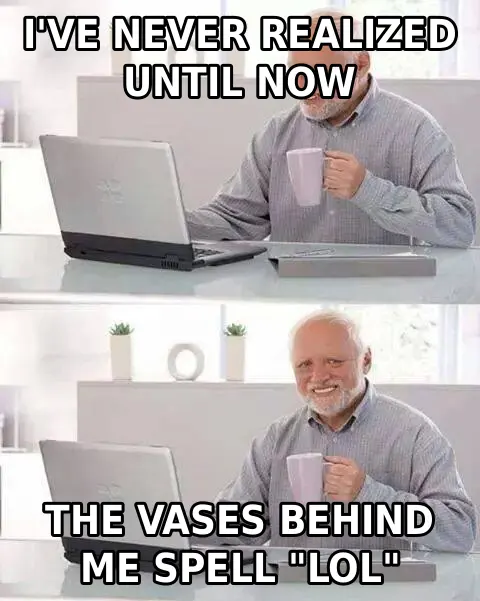 I'VE NEVER REALIZED
UNTIL NOW
THE VASES BEHIND
ME SPELL "LOL"